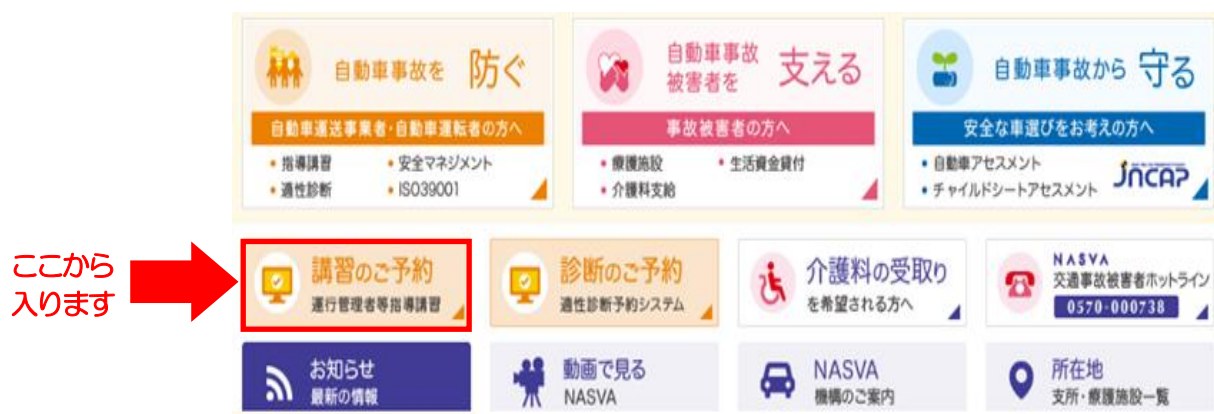 自動車事故を 防ぐ
自動車運送事業者・自動車運転者の方へ
・指導講習 ・安全マネジメント
・適性診断 ・ISO39001
自動車事故
被害者を 支える
事故被害者の方へ
・療護施設 ・生活資金貸付
・介護料支給
自動車事故から 守る
安全な車選びをお考えの方へ
・自動車アセスメント
・チャイルドシートアセスメント
JNCAP
ここから
入ります
講習のご予約
運行管理者等指導講習
診断のご予約
適性診断予約システム
介護料の受取り
を希望される方へ
NASVA
交通事故被害者ホットライン
0570-000738
お知らせ
最新の情報
動画で見る
NASVA
NASVA
機構のご案内
所在地
支所・療護施設一覧